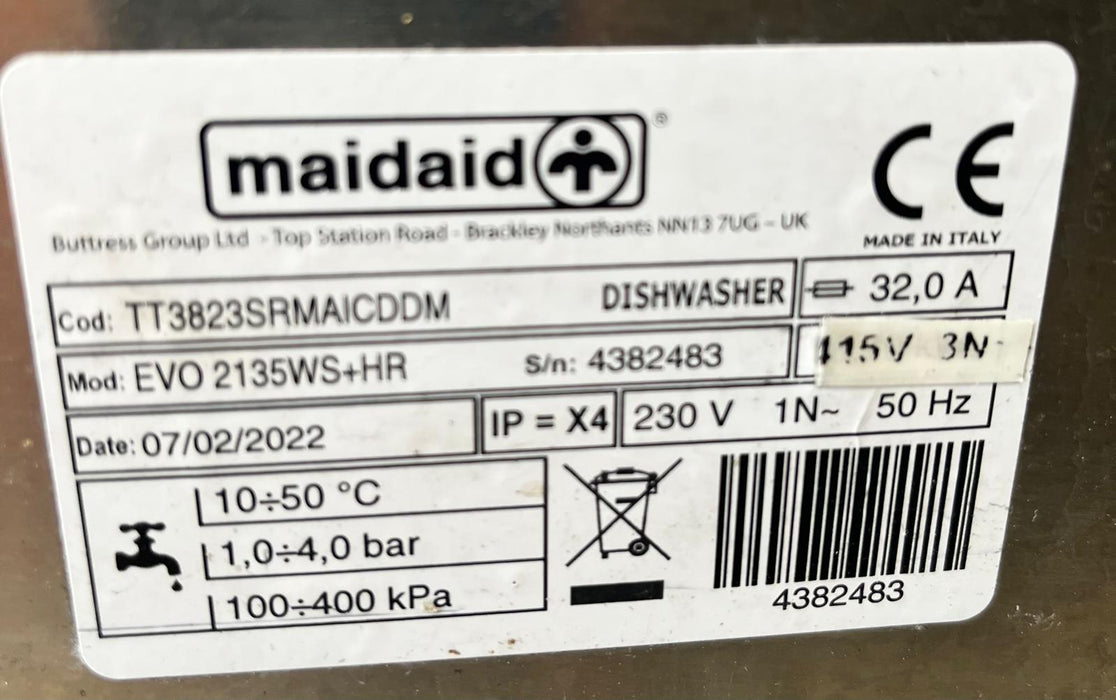 maidaid®
CE
Buttress Group Ltd - Top Station Road - Brackley Northants NN13 7UG - UK
MADE IN ITALY
Cod: TT3823SRMAICDDM DISHWASHER 32,0 A
Mod: EVO 2135WS+HR S/n: 4382483 415V 3N~
Date: 07/02/2022 IP = X4 230 V 1N~ 50 Hz
10÷50 °C
1,0÷4,0 bar
100÷400 kPa
4382483